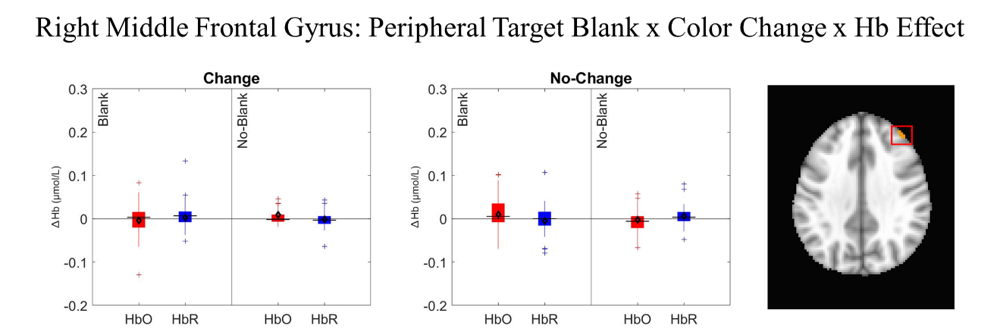 Right Middle Frontal Gyrus: Peripheral Target Blank x Color Change x Hb Effect
Change
0.3
0.2
0.1
0
-0.1
-0.2
ΔHb (μmol/L)
Blank
No-Blank
HbO HbR HbO HbR
No-Change
0.3
0.2
0.1
0
-0.1
-0.2
ΔHb (μmol/L)
Blank
No-Blank
HbO HbR HbO HbR